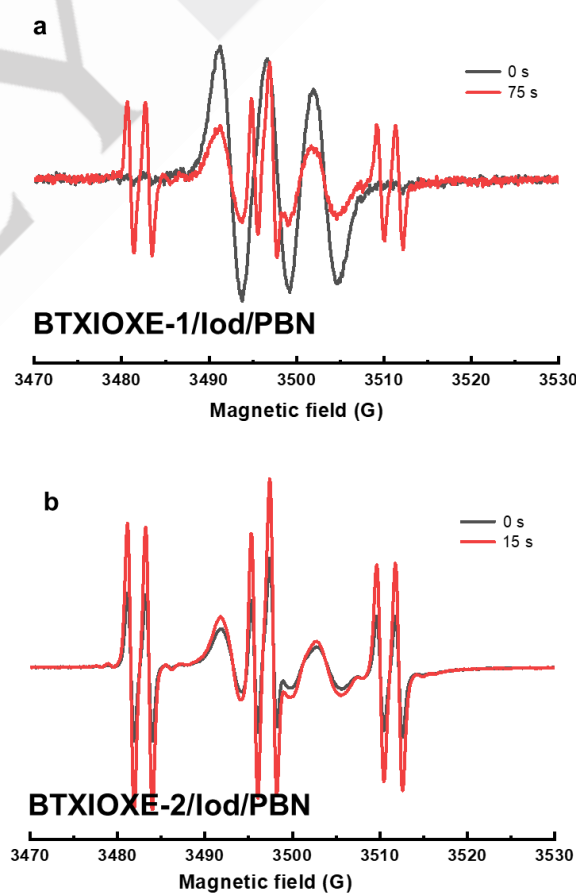 a
0 s
75 s
BTXIOXE-1/Iod/PBN
3470 3480 3490 3500 3510 3520 3530
Magnetic field (G)
b
0 s
15 s
BTXIOXE-2/Iod/PBN
3470 3480 3490 3500 3510 3520 3530
Magnetic field (G)